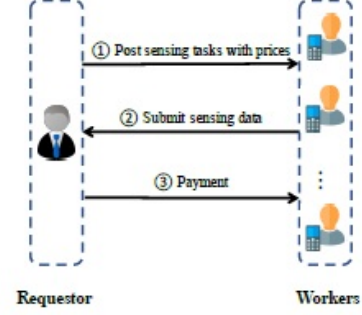 ① Post sensing tasks with prices
② Submit sensing data
③ Payment
Requestor
Workers